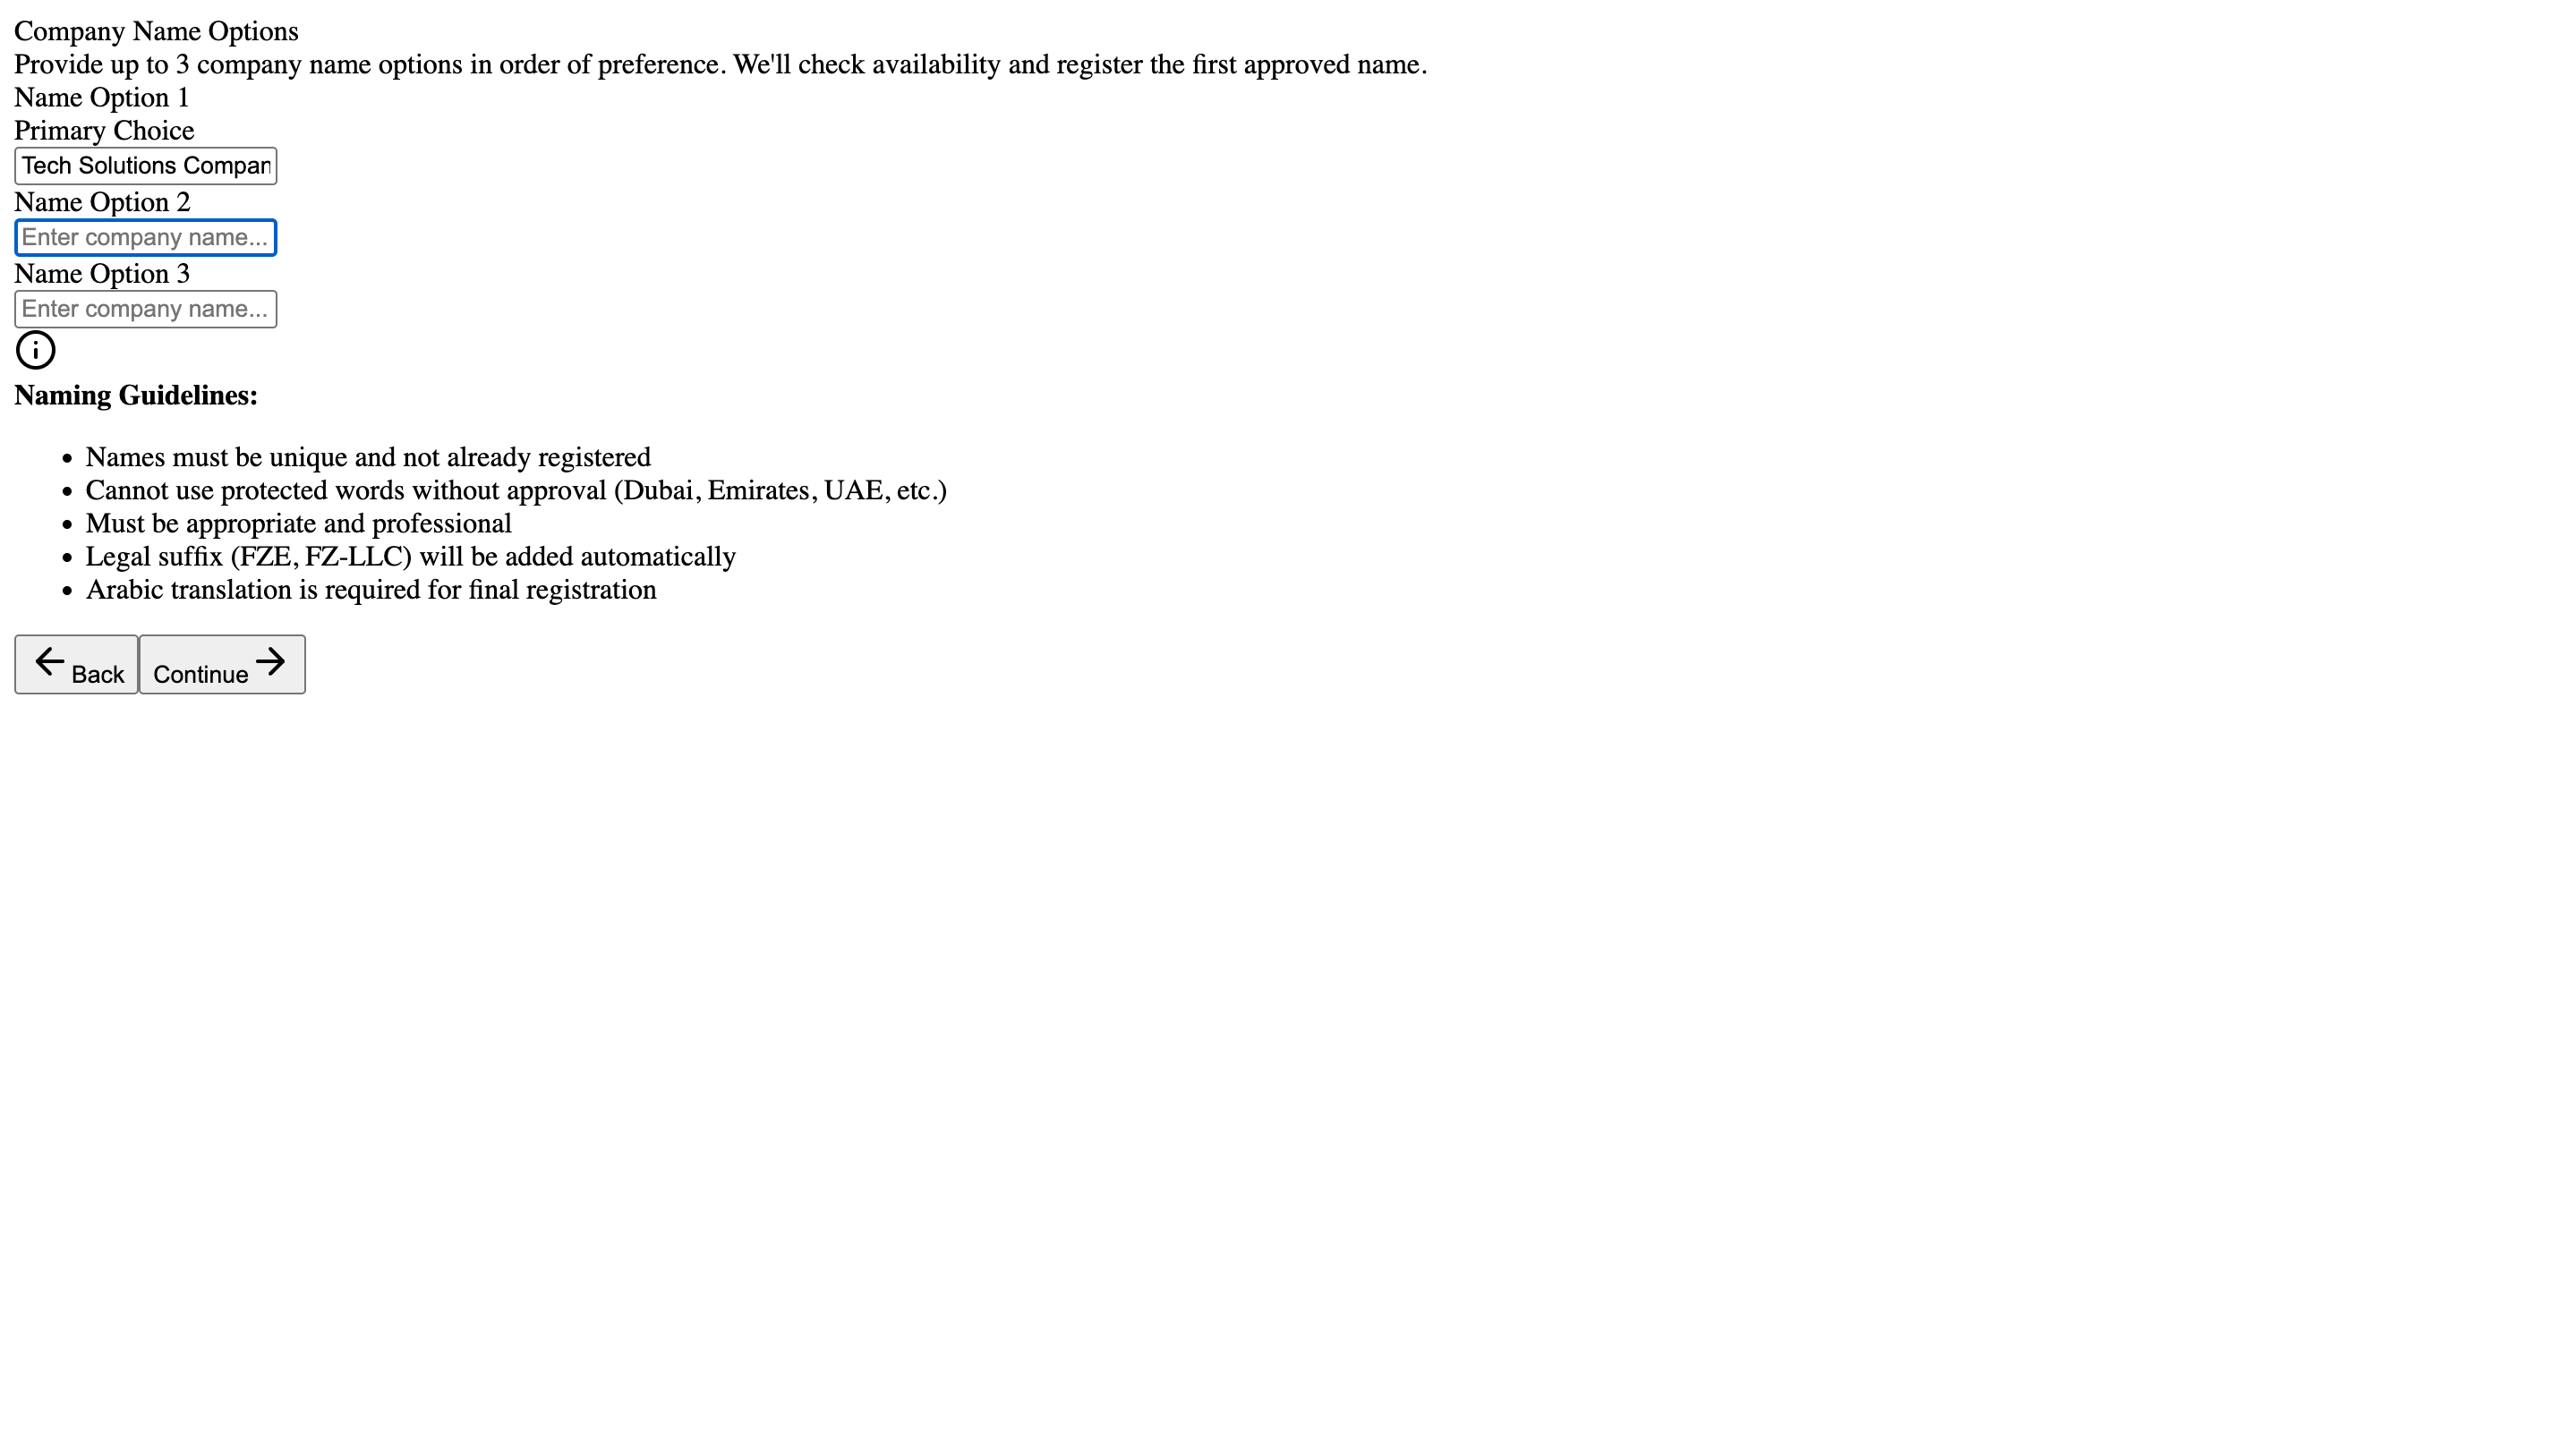 Company Name Options
Provide up to 3 company name options in order of preference. We'll check availability and register the first approved name.
Name Option 1
Primary Choice
Tech Solutions Compan
Name Option 2
Enter company name...
Name Option 3
Enter company name...
Naming Guidelines:
• Names must be unique and not already registered
• Cannot use protected words without approval (Dubai, Emirates, UAE, etc.)
• Must be appropriate and professional
• Legal suffix (FZE, FZ-LLC) will be added automatically
• Arabic translation is required for final registration
Back Continue